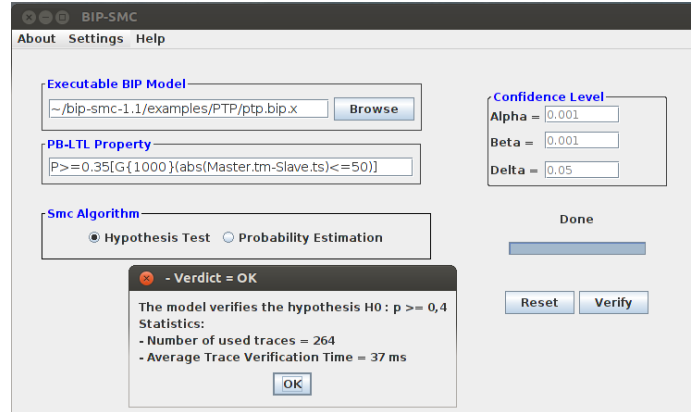 BIP-SMC
About Settings Help
Executable BIP Model
~/bip-smc-1.1/examples/PTP/ptp.bip.x Browse
PB-LTL Property
P>=0.35[G{1000}(abs(Master.tm-Slave.ts)<=50)]
Smc Algorithm
Hypothesis Test Probability Estimation
Confidence Level
Alpha = 0.001
Beta = 0.001
Delta = 0.05
Done
Reset Verify
- Verdict = OK
The model verifies the hypothesis H0 : p >= 0,4
Statistics:
- Number of used traces = 264
- Average Trace Verification Time = 37 ms
OK